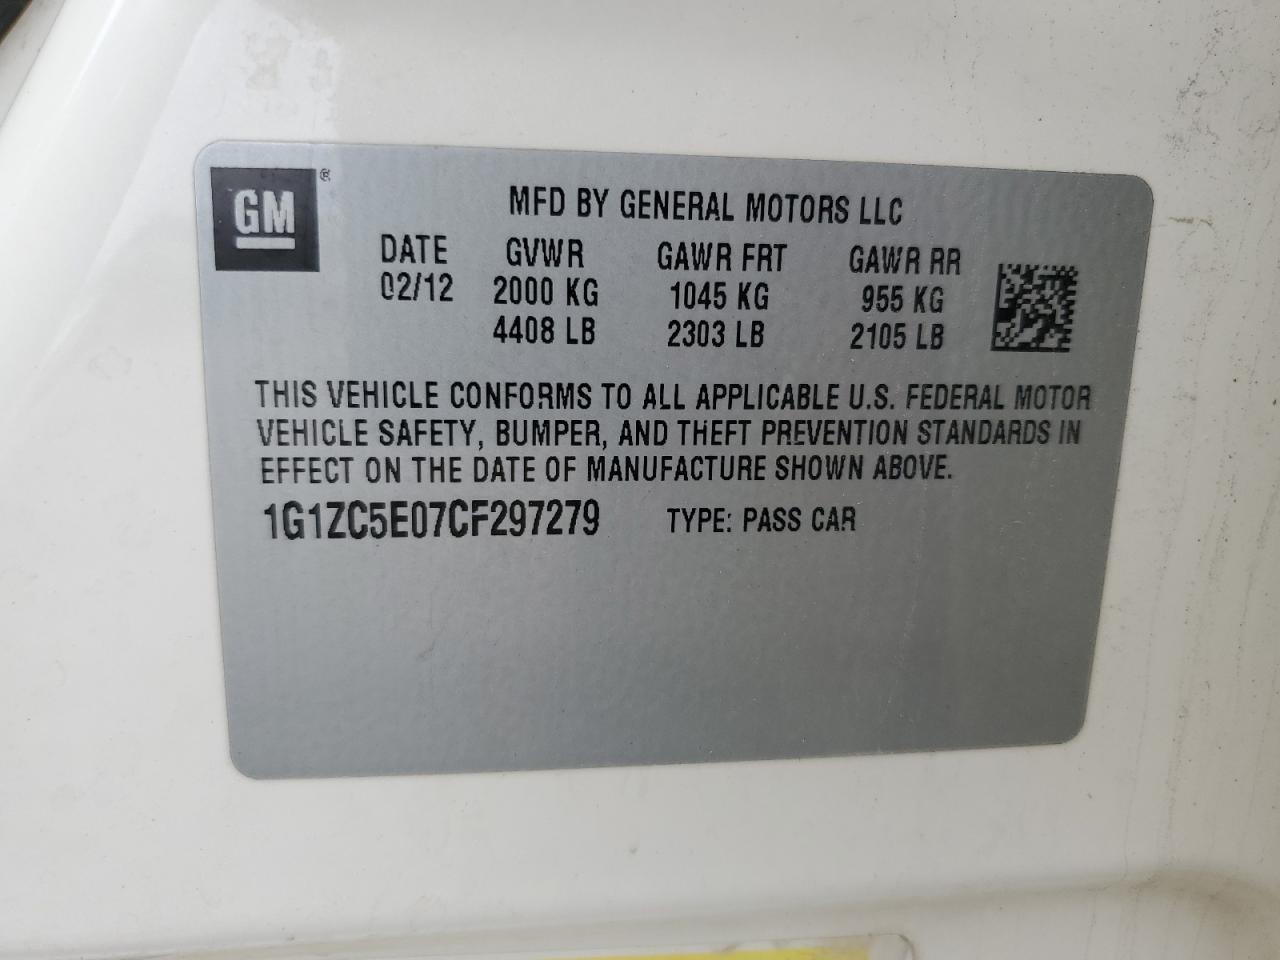 GM ®
MFD BY GENERAL MOTORS LLC
DATE GVWR GAWR FRT GAWR RR
02/12 2000 KG 1045 KG 955 KG
4408 LB 2303 LB 2105 LB
THIS VEHICLE CONFORMS TO ALL APPLICABLE U.S. FEDERAL MOTOR
VEHICLE SAFETY, BUMPER, AND THEFT PREVENTION STANDARDS IN
EFFECT ON THE DATE OF MANUFACTURE SHOWN ABOVE.
1G1ZC5E07CF297279 TYPE: PASS CAR